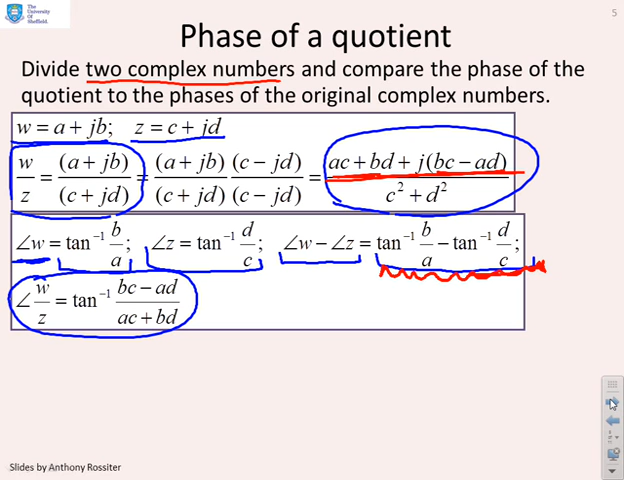 The
University
Of
Sheffield.
5
Phase of a quotient
Divide two complex numbers and compare the phase of the
quotient to the phases of the original complex numbers.
w = a + jb;   z = c + jd
w/z = (a + jb)/(c + jd) = (a + jb)/(c + jd) (c − jd)/(c − jd) = (ac + bd + j(bc − ad))/(c² + d²)
∠w = tan⁻¹ b/a;   ∠z = tan⁻¹ d/c;   ∠w − ∠z = tan⁻¹ b/a − tan⁻¹ d/c;
∠w/z = tan⁻¹ (bc − ad)/(ac + bd)
Slides by Anthony Rossiter